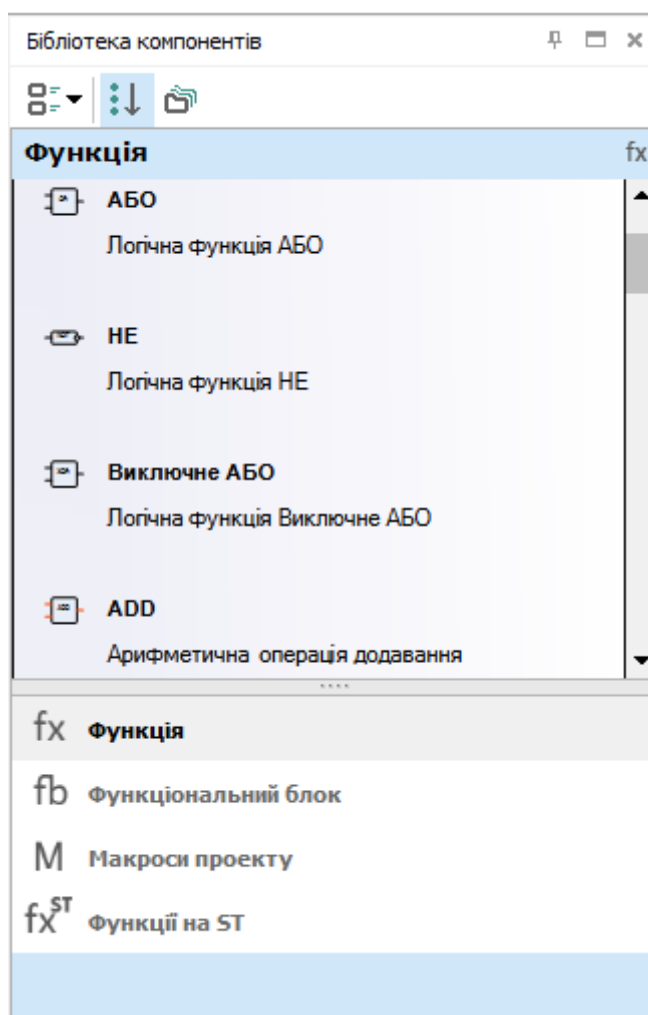 Бібліотека компонентів
Функція fx
АБО
Логічна функція АБО
НЕ
Логічна функція НЕ
Виключне АБО
Логічна функція Виключне АБО
ADD
Арифметична операція додавання
fx Функція
fb Функціональний блок
M Макроси проекту
fx ST Функції на ST